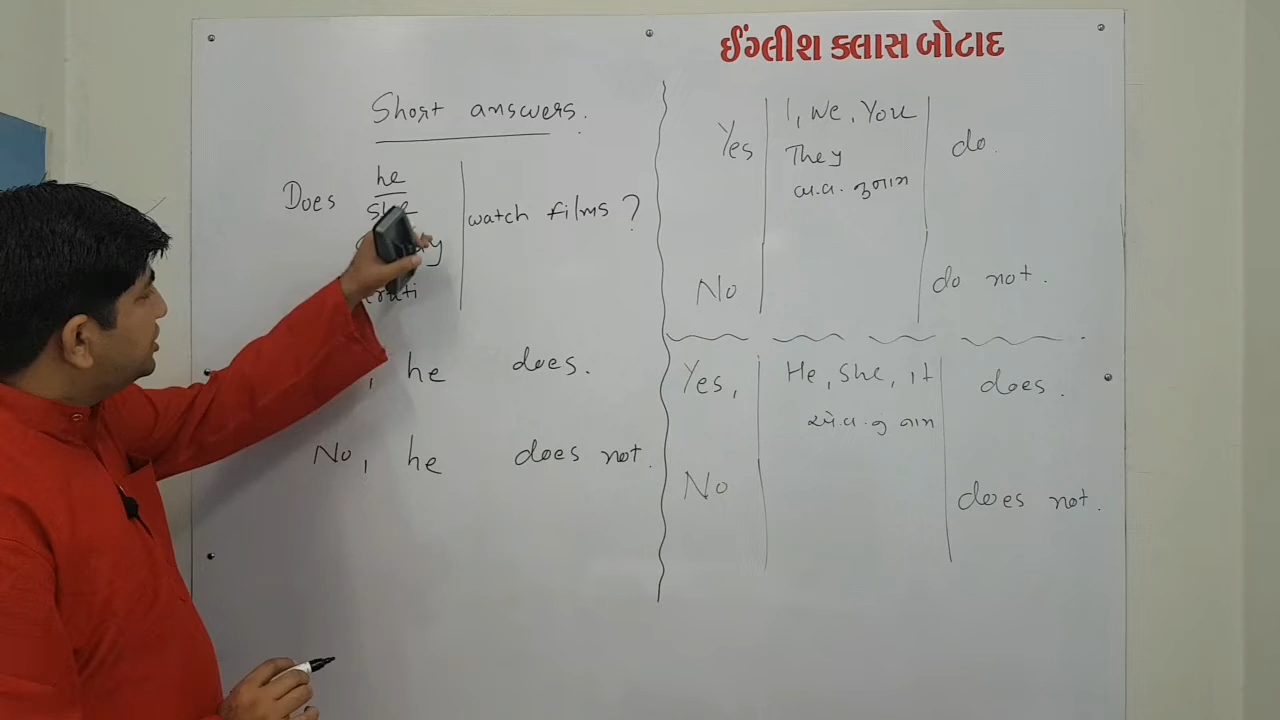 ઈંગ્લીશ ક્લાસ બોટાદ
Short answers.
Does he watch films?
she
he does.
No, he does not.
Yes I, We, You do.
They
બ.વ. નુ નામ
No do not.
Yes, He, She, It does.
એ.વ. નુ નામ
No does not.